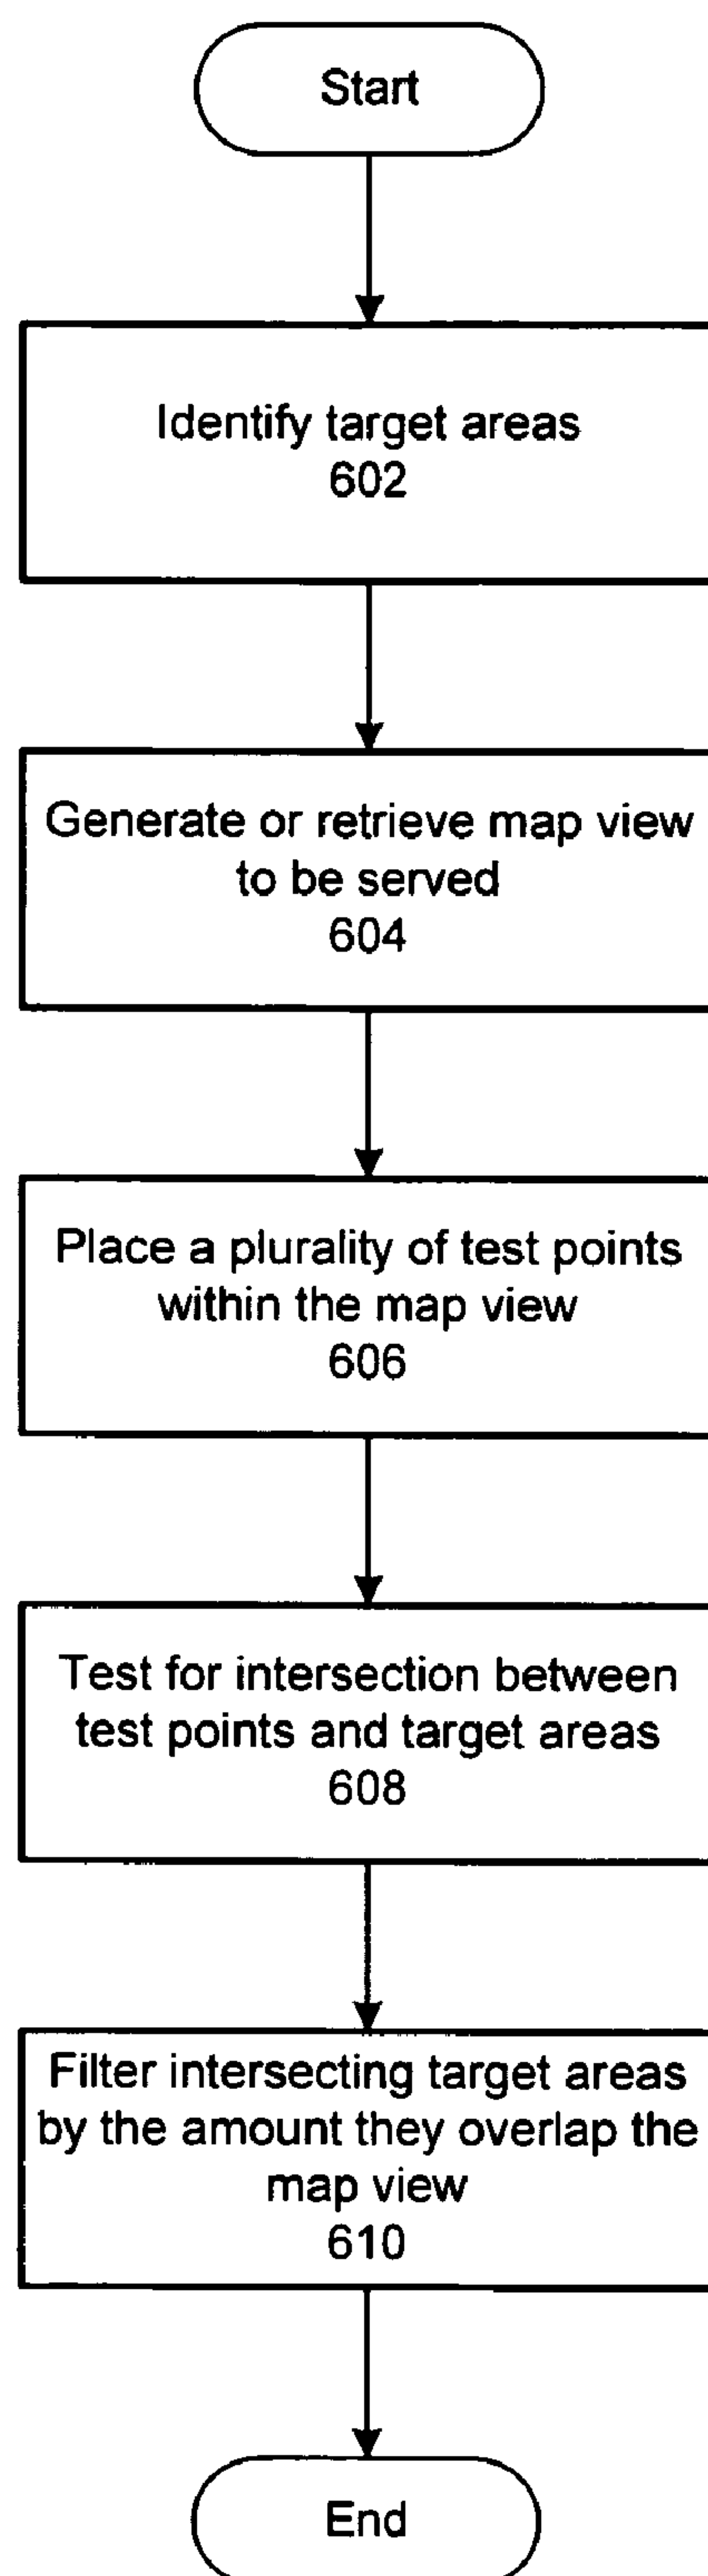 Start
Identify target areas
602
Generate or retrieve map view
to be served
604
Place a plurality of test points
within the map view
606
Test for intersection between
test points and target areas
608
Filter intersecting target areas
by the amount they overlap the
map view
610
End